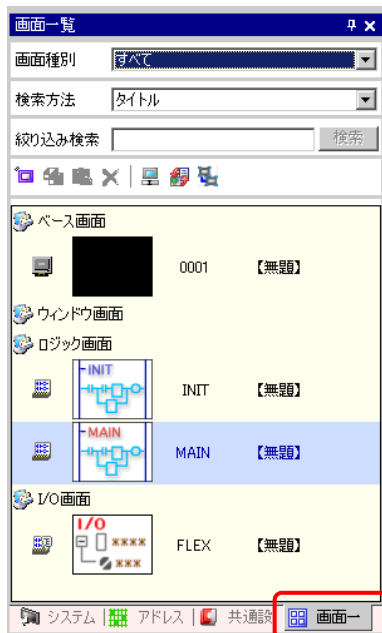 画面一覧
画面種別 すべて
検索方法 タイトル
絞り込み検索 検索
ベース画面
0001 【無題】
ウィンドウ画面
ロジック画面
INIT
INIT 【無題】
MAIN
MAIN 【無題】
I/O画面
I/O
****
***
FLEX 【無題】
システム アドレス 共通設 画面一